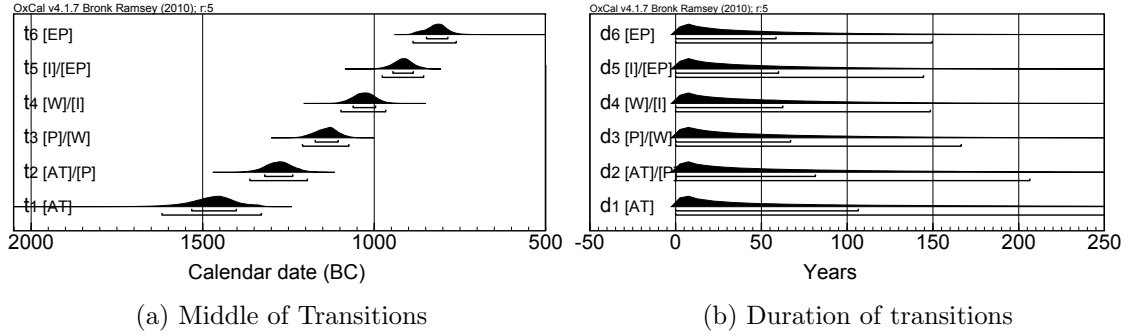 OxCal v4.1.7 Bronk Ramsey (2010); r:5
t6 [EP]
t5 [I]/[EP]
t4 [W]/[I]
t3 [P]/[W]
t2 [AT]/[P]
t1 [AT]
2000 1500 1000 500
Calendar date (BC)
(a) Middle of Transitions
OxCal v4.1.7 Bronk Ramsey (2010); r:5
d6 [EP]
d5 [I]/[EP]
d4 [W]/[I]
d3 [P]/[W]
d2 [AT]/[P]
d1 [AT]
-50 0 50 100 150 200 250
Years
(b) Duration of transitions